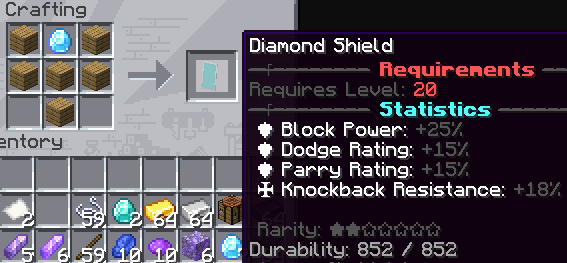 Crafting
Diamond Shield
Requirements
Requires Level: 20
Statistics
Block Power: +25%
Dodge Rating: +15%
Parry Rating: +15%
Knockback Resistance: +18%
entory
2 59 2 64 64
Rarity: ★★☆☆☆☆☆☆
5 6 59 10 10 6
Durability: 852 / 852